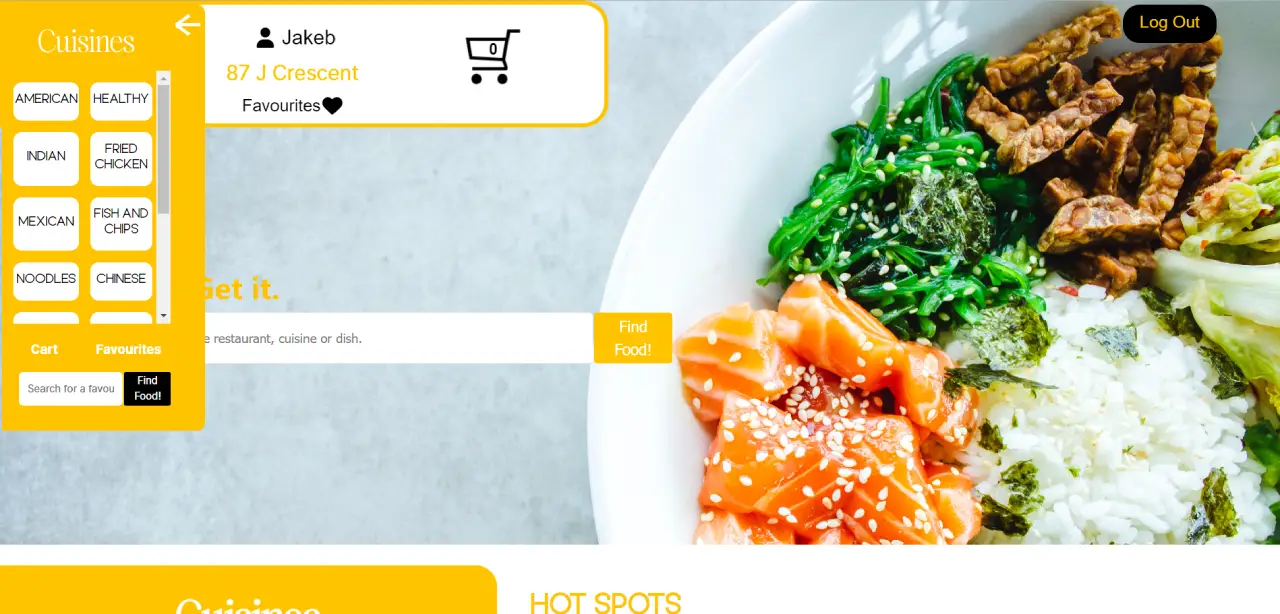 Cuisines
AMERICAN
HEALTHY
INDIAN
FRIED
CHICKEN
MEXICAN
FISH AND
CHIPS
NOODLES
CHINESE
Cart
Favourites
Search for a favou
Find
Food!
Jakeb
87 J Crescent
Favourites
0
Log Out
Get it.
e restaurant, cuisine or dish.
Find
Food!
Cuisines
HOT SPOTS